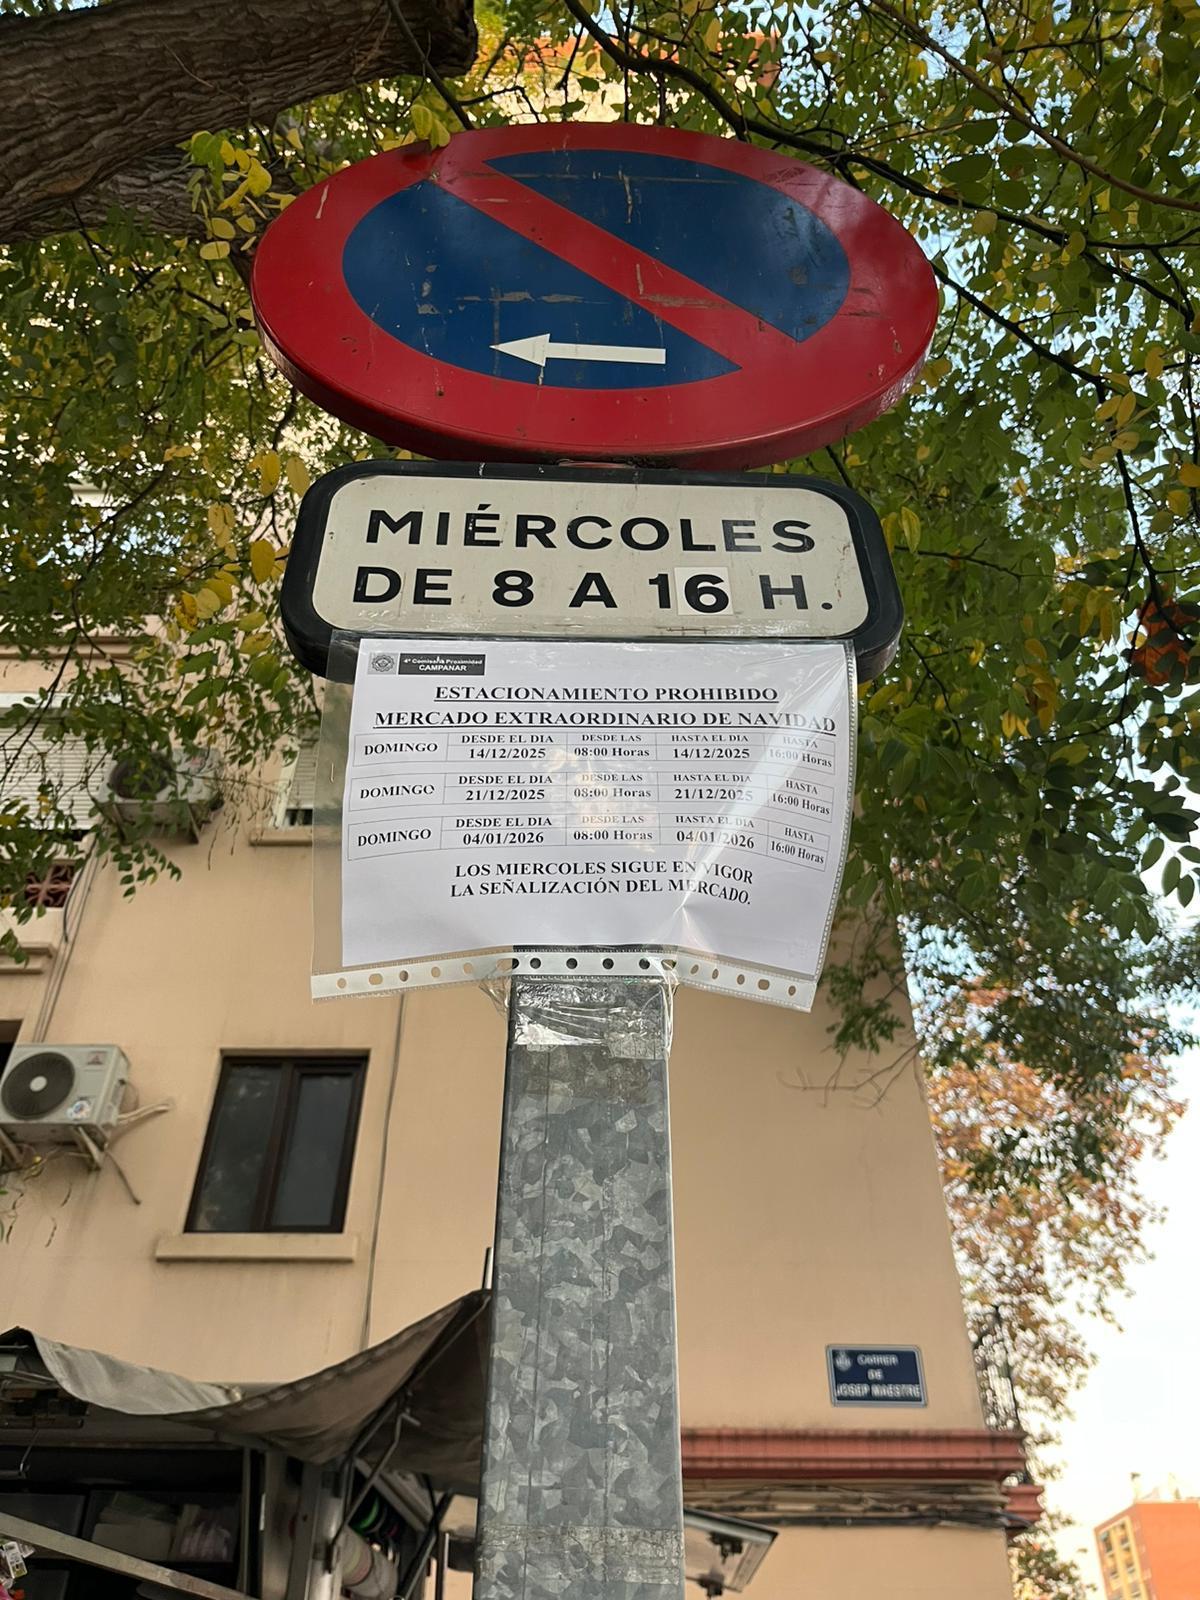 MIÉRCOLES
DE 8 A 16 H.
4ª Comisaría Proximidad
CAMPANAR
ESTACIONAMIENTO PROHIBIDO
MERCADO EXTRAORDINARIO DE NAVIDAD
DOMINGO DESDE EL DIA 14/12/2025 DESDE LAS 08:00 Horas HASTA EL DIA 14/12/2025 HASTA 16:00 Horas
DOMINGO DESDE EL DIA 21/12/2025 DESDE LAS 08:00 Horas HASTA EL DIA 21/12/2025 HASTA 16:00 Horas
DOMINGO DESDE EL DIA 04/01/2026 DESDE LAS 08:00 Horas HASTA EL DIA 04/01/2026 HASTA 16:00 Horas
LOS MIERCOLES SIGUE EN VIGOR
LA SEÑALIZACIÓN DEL MERCADO.
CARRER
DE
JOSEP MAESTRE